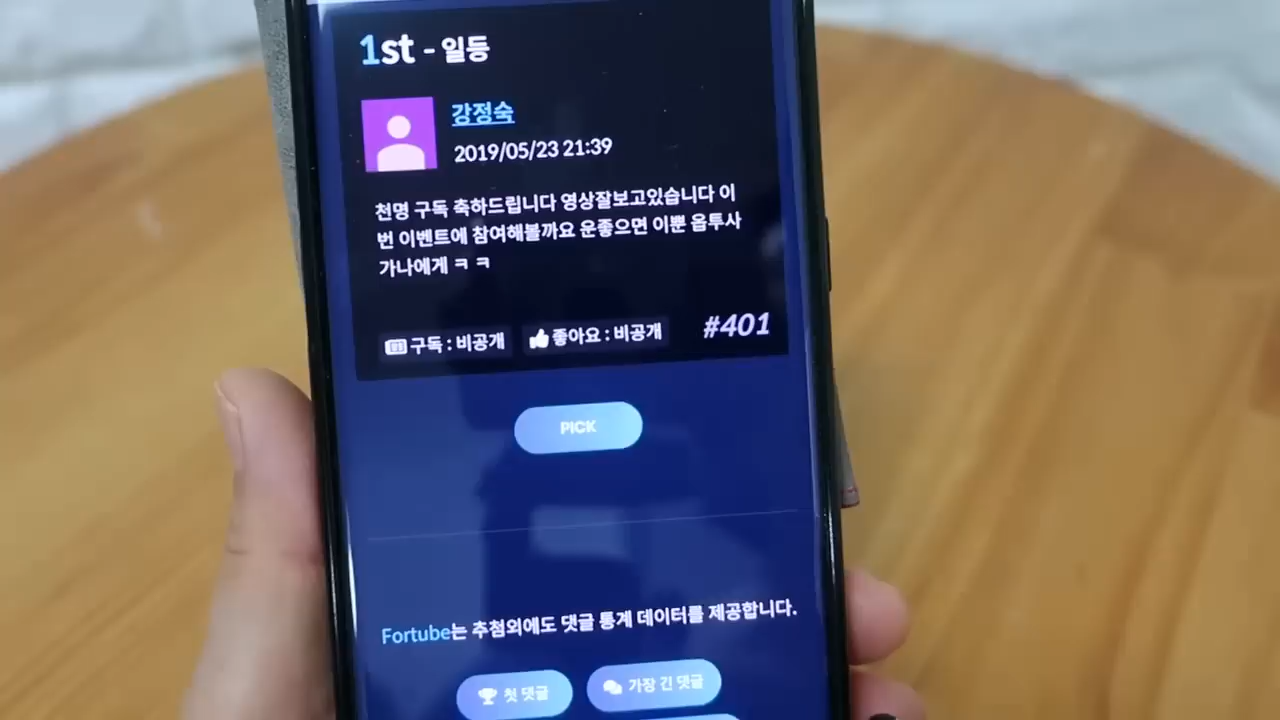 1st - 일등
강정숙
2019/05/23 21:39
천명 구독 축하드립니다 영상잘보고있습니다 이
번 이벤트에 참여해볼까요 운좋으면 이뿐 욥투사
가나에게 ㅋ ㅋ
구독 : 비공개 좋아요 : 비공개 #401
PICK
Fortube는 추첨외에도 댓글 통계 데이터를 제공합니다.
첫 댓글 가장 긴 댓글